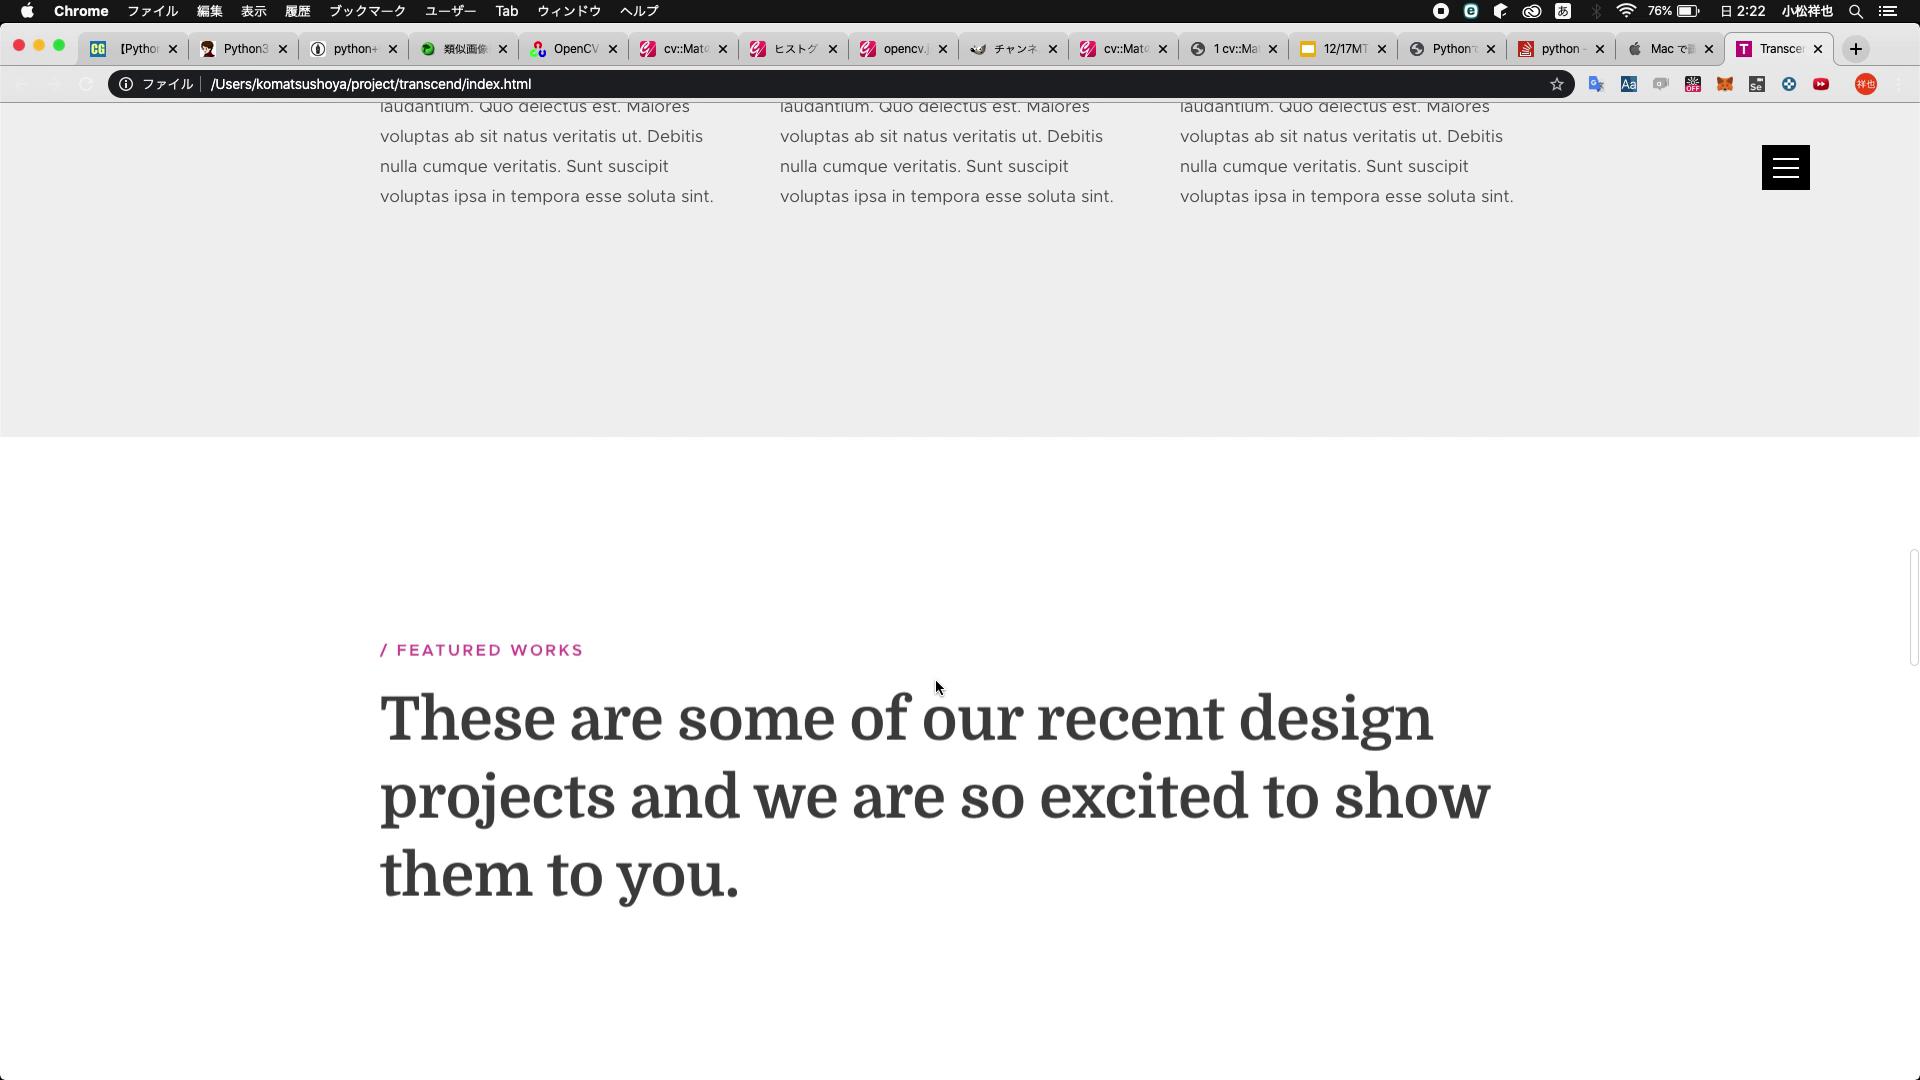 Chrome ファイル 編集 表示 履歴 ブックマーク ユーザー Tab ウィンドウ ヘルプ 76% 日 2:22 小松祥也
【Pytho Python3 python+ 類似画像 OpenCV cv::Mat ヒストグ opencv. チャンネ cv::Mat 1 cv::Ma 12/17MT Python python - Mac で Transce
ファイル /Users/komatsushoya/project/transcend/index.html 祥也
laudantium. Quo delectus est. Maiores
voluptas ab sit natus veritatis ut. Debitis
nulla cumque veritatis. Sunt suscipit
voluptas ipsa in tempora esse soluta sint.
laudantium. Quo delectus est. Maiores
voluptas ab sit natus veritatis ut. Debitis
nulla cumque veritatis. Sunt suscipit
voluptas ipsa in tempora esse soluta sint.
laudantium. Quo delectus est. Maiores
voluptas ab sit natus veritatis ut. Debitis
nulla cumque veritatis. Sunt suscipit
voluptas ipsa in tempora esse soluta sint.
/ FEATURED WORKS
These are some of our recent design
projects and we are so excited to show
them to you.